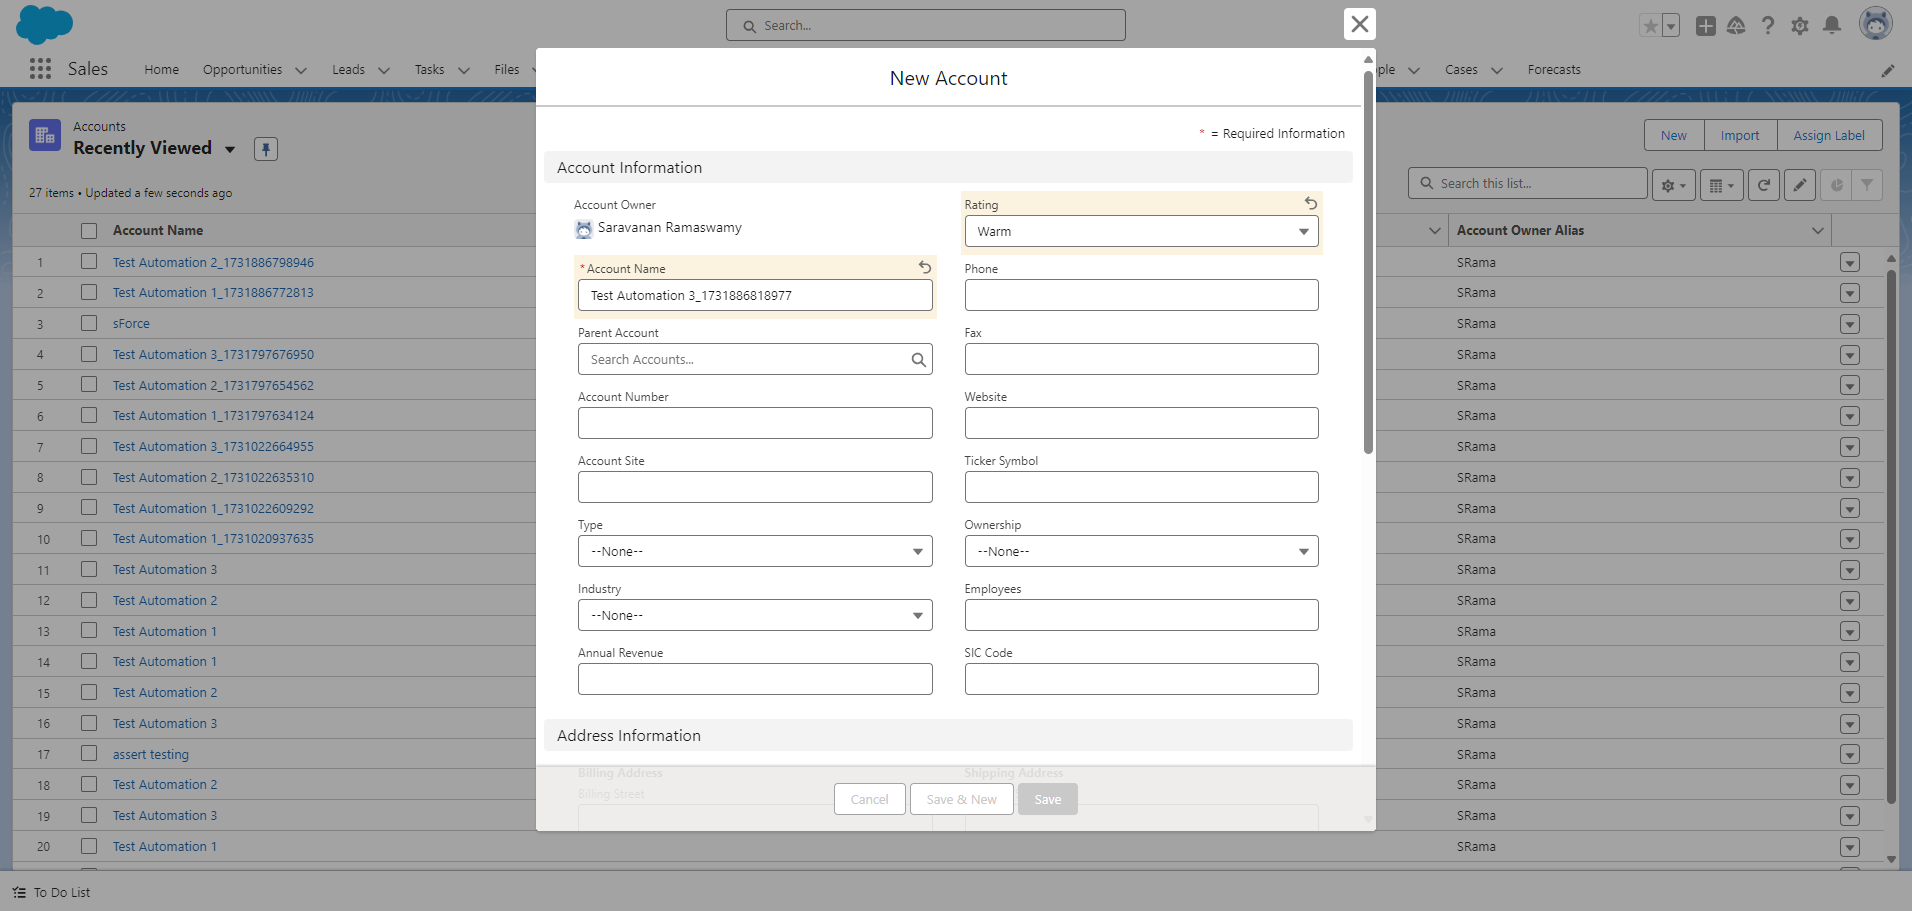 Search...
Sales
Home
Opportunities
Leads
Tasks
Files
ple
Cases
Forecasts
Accounts
Recently Viewed
27 items • Updated a few seconds ago
New
Import
Assign Label
Search this list...
Account Name
Account Owner Alias
1 Test Automation 2_1731886798946 SRama
2 Test Automation 1_1731886772813 SRama
3 sForce SRama
4 Test Automation 3_1731797676950 SRama
5 Test Automation 2_1731797654562 SRama
6 Test Automation 1_1731797634124 SRama
7 Test Automation 3_1731022664955 SRama
8 Test Automation 2_1731022635310 SRama
9 Test Automation 1_1731022609292 SRama
10 Test Automation 1_1731020937635 SRama
11 Test Automation 3 SRama
12 Test Automation 2 SRama
13 Test Automation 1 SRama
14 Test Automation 1 SRama
15 Test Automation 2 SRama
16 Test Automation 3 SRama
17 assert testing SRama
18 Test Automation 2 SRama
19 Test Automation 3 SRama
20 Test Automation 1 SRama
To Do List
New Account
* = Required Information
Account Information
Account Owner
Saravanan Ramaswamy
Rating
Warm
*Account Name
Test Automation 3_1731886818977
Phone
Parent Account
Search Accounts...
Fax
Account Number
Website
Account Site
Ticker Symbol
Type
--None--
Ownership
--None--
Industry
--None--
Employees
Annual Revenue
SIC Code
Address Information
Billing Address
Shipping Address
Billing Street
Cancel
Save & New
Save